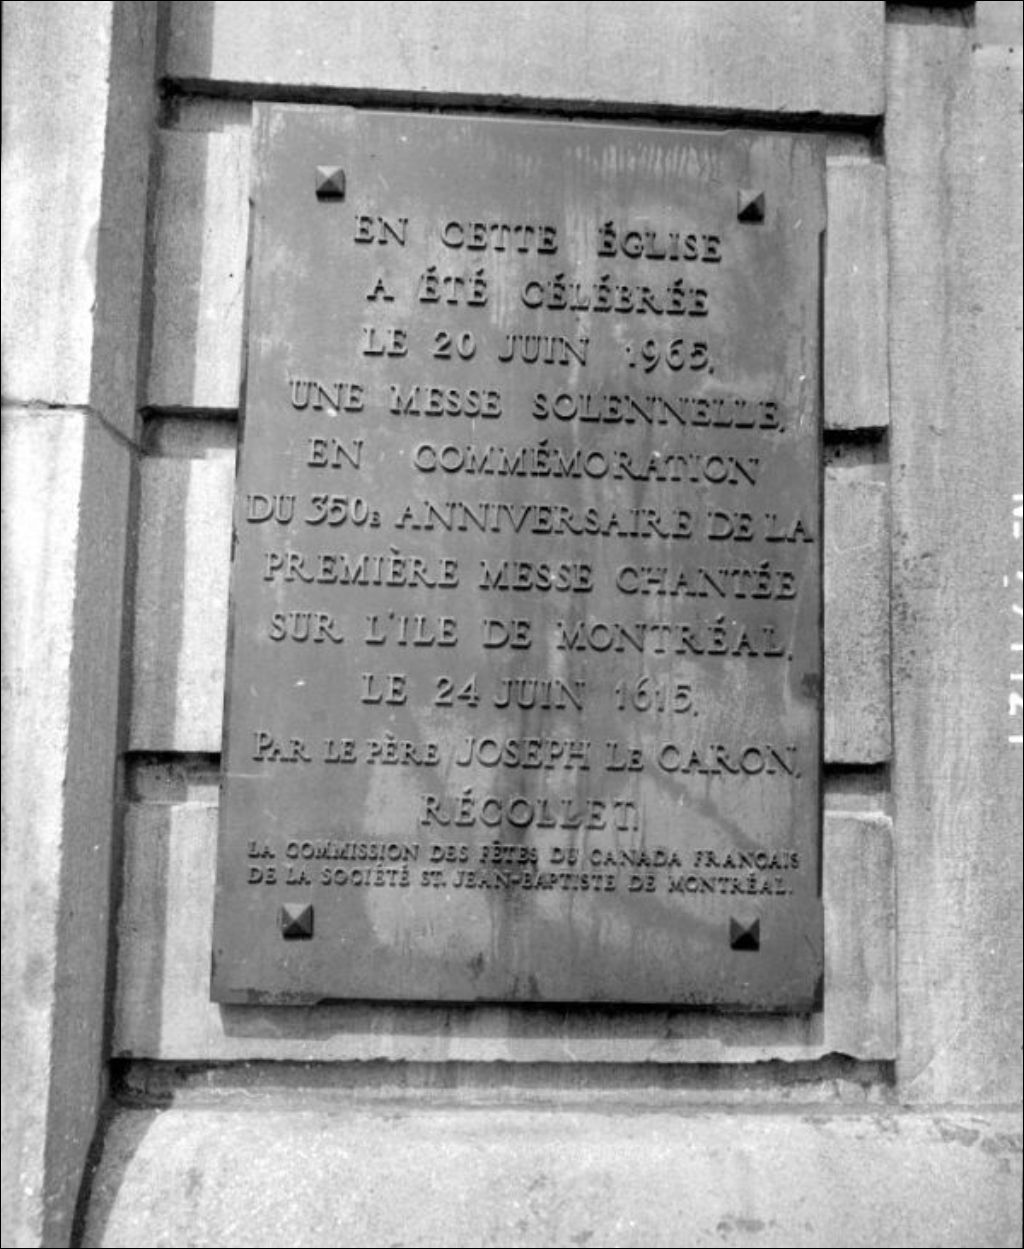 EN CETTE ÉGLISE
A ÉTÉ CÉLÉBRÉE
LE 20 JUIN 1965,
UNE MESSE SOLENNELLE,
EN COMMÉMORATION
DU 350E ANNIVERSAIRE DE LA
PREMIÈRE MESSE CHANTÉE
SUR L'ILE DE MONTRÉAL,
LE 24 JUIN 1615,
PAR LE PÈRE JOSEPH LE CARON,
RÉCOLLET.
LA COMMISSION DES FÊTES DU CANADA FRANÇAIS
DE LA SOCIÉTÉ ST. JEAN-BAPTISTE DE MONTRÉAL.